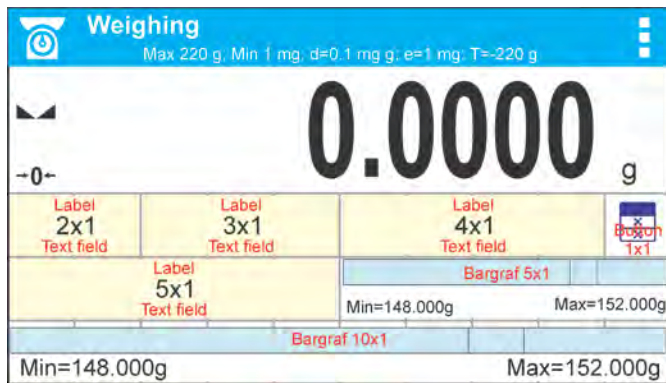 Weighing
Max 220 g; Min 1 mg; d=0.1 mg g; e=1 mg; T=-220 g
0.0000 g
→0←
Label Label Label
2x1 3x1 4x1 Button
Text field Text field Text field 1x1
Label Bargraf 5x1
5x1
Text field Min=148.000g Max=152.000g
Bargraf 10x1
Min=148.000g Max=152.000g